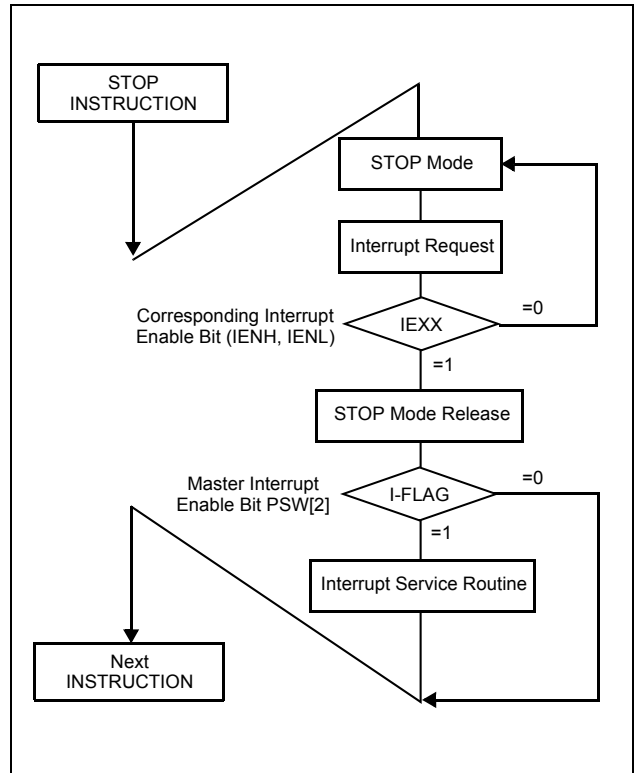 STOP
INSTRUCTION
STOP Mode
Interrupt Request
Corresponding Interrupt
Enable Bit (IENH, IENL)
IEXX
=0
=1
STOP Mode Release
Master Interrupt
Enable Bit PSW[2]
I-FLAG
=0
=1
Interrupt Service Routine
Next
INSTRUCTION